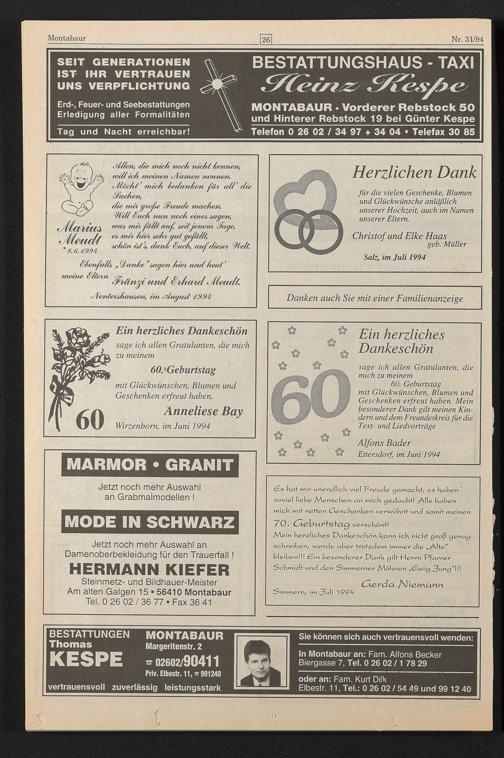 Montabaur
26
Nr. 31/94
SEIT GENERATIONEN
IST IHR VERTRAUEN
UNS VERPFLICHTUNG
Erd-, Feuer- und Seebestattungen
Erledigung aller Formalitäten
Tag und Nacht erreichbar!
BESTATTUNGSHAUS - TAXI
Heinz Kespe
MONTABAUR · Vorderer Rebstock 50
und Hinterer Rebstock 19 bei Günter Kespe
Telefon 0 26 02 / 34 97 + 34 04 · Telefax 30 85
Allen, die mich noch nicht kennen,
will ich meinen Namen nennen.
Möcht' mich bedanken für all' die
Sachen,
die mir große Freude machen.
Will Euch nun noch eines sagen,
was mir fällt auf, seit jenem Tage,
es mir hier sehr gut gefällt,
schön ist's, dank Euch, auf dieser Welt.
Marius
Meudt
* 8.6.1994
Ebenfalls „Danke" sagen hier und heut'
meine Eltern Fränzi und Erhard Meudt.
Nentershausen, im August 1994
Herzlichen Dank
für die vielen Geschenke, Blumen
und Glückwünsche anläßlich
unserer Hochzeit, auch im Namen
unserer Eltern.
Christof und Elke Haas
geb. Müller
Salz, im Juli 1994
Danken auch Sie mit einer Familienanzeige
Ein herzliches Dankeschön
sage ich allen Gratulanten, die mich
zu meinem
60. Geburtstag
mit Glückwünschen, Blumen und
Geschenken erfreut haben.
Anneliese Bay
60
Wirzenborn, im Juni 1994
Ein herzliches
Dankeschön
sage ich allen Gratulanten, die
mich zu meinem
60. Geburtstag
mit Glückwünschen, Blumen und
Geschenken erfreut haben. Mein
besonderer Dank gilt meinen Kin-
dern und dem Freundeskreis für die
Text- und Liedvorträge
60
Alfons Bader
Ettersdorf, im Juni 1994
MARMOR • GRANIT
Jetzt noch mehr Auswahl
an Grabmalmodellen !
MODE IN SCHWARZ
Jetzt noch mehr Auswahl an
Damenoberbekleidung für den Trauerfall !
HERMANN KIEFER
Steinmetz- und Bildhauer-Meister
Am alten Galgen 15 • 56410 Montabaur
Tel. 0 26 02 / 36 77 • Fax 36 41
Es hat mir unendlich viel Freude gemacht, es haben
soviel liebe Menschen an mich gedacht! Alle haben
mich mit netten Geschenken verwöhnt und somit meinen
70. Geburtstag verschönt!
Mein herzliches Dankeschön kann ich nicht groß genug
schreiben, werde aber trotzdem immer die „Alte"
bleiben!!! Ein besonderer Dank gilt Herrn Pfarrer
Schmidt und den Simmerner Möhnen „Ewig Jung"!!!
Gerda Niemann
Simmern, im Juli 1994
BESTATTUNGEN
Thomas
KESPE
MONTABAUR
Margeritenstr. 2
☎ 02602/90411
Priv. Elbestr. 11, ☎ 991240
vertrauensvoll zuverlässig leistungsstark
Sie können sich auch vertrauensvoll wenden:
In Montabaur an: Fam. Alfons Becker
Biergasse 7, Tel. 0 26 02 / 1 78 29
oder an: Fam. Kurt Dilk
Elbestr. 11, Tel.: 0 26 02 / 54 49 und 99 12 40